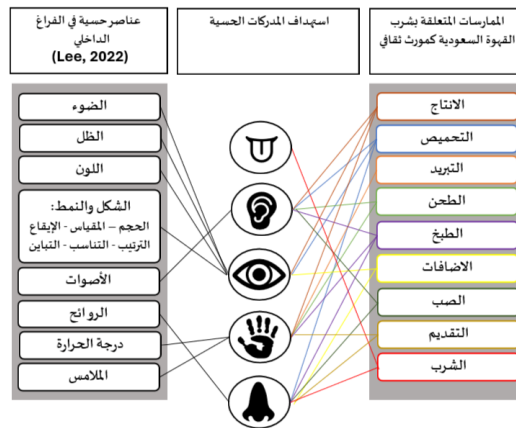 الممارسات المتعلقة بشرب
القهوة السعودية كمورث ثقافي
استهداف المدركات الحسية
عناصر حسية في الفراغ
الداخلي
(Lee, 2022)
الانتاج
التحميص
التبريد
الطحن
الطبخ
الاضافات
الصب
التقديم
الشرب
الضوء
الظل
اللون
الشكل والنمط:
الحجم – المقياس - الإيقاع
الترتيب - التناسب - التباين
الأصوات
الروائح
درجة الحرارة
الملامس